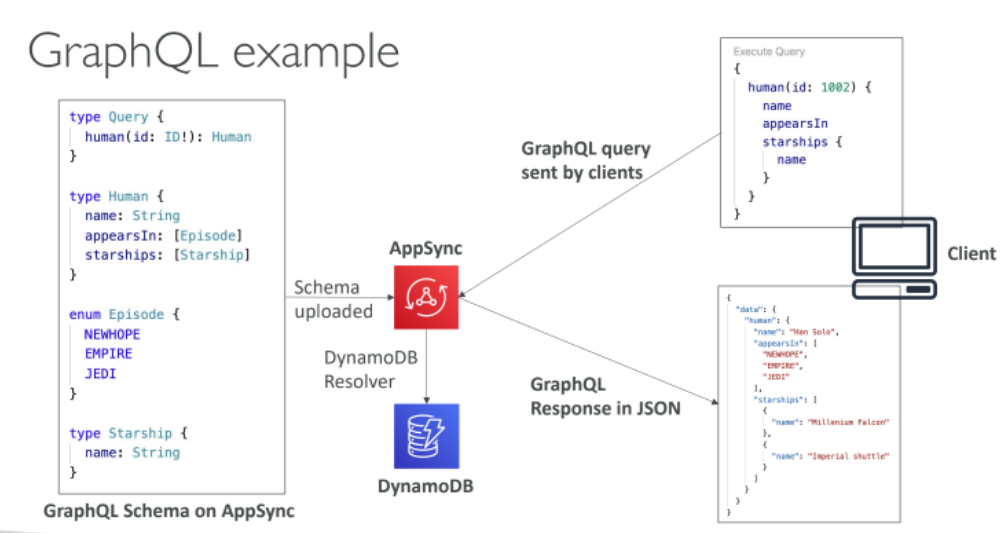 GraphQL example
type Query {
human(id: ID!): Human
}
type Human {
name: String
appearsIn: [Episode]
starships: [Starship]
}
enum Episode {
NEWHOPE
EMPIRE
JEDI
}
type Starship {
name: String
}
GraphQL Schema on AppSync
Schema
uploaded
AppSync
DynamoDB
Resolver
DynamoDB
GraphQL query
sent by clients
Execute Query
{
human(id: 1002) {
name
appearsIn
starships {
name
}
}
}
Client
GraphQL
Response in JSON
{
"data": {
"human": {
"name": "Han Solo",
"appearsIn": [
"NEWHOPE",
"EMPIRE",
"JEDI"
],
"starships": [
{
"name": "Millenium Falcon"
},
{
"name": "Imperial shuttle"
}
]
}
}
}